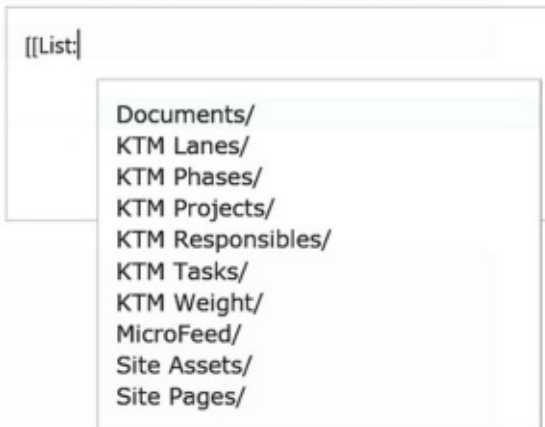 [[List:
Documents/
KTM Lanes/
KTM Phases/
KTM Projects/
KTM Responsibles/
KTM Tasks/
KTM Weight/
MicroFeed/
Site Assets/
Site Pages/